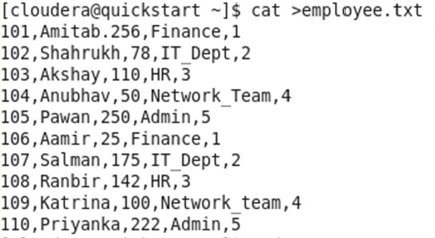 [cloudera@quickstart ~]$ cat >employee.txt
101,Amitab.256,Finance,1
102,Shahrukh,78,IT_Dept,2
103,Akshay,110,HR,3
104,Anubhav,50,Network_Team,4
105,Pawan,250,Admin,5
106,Aamir,25,Finance,1
107,Salman,175,IT_Dept,2
108,Ranbir,142,HR,3
109,Katrina,100,Network_team,4
110,Priyanka,222,Admin,5